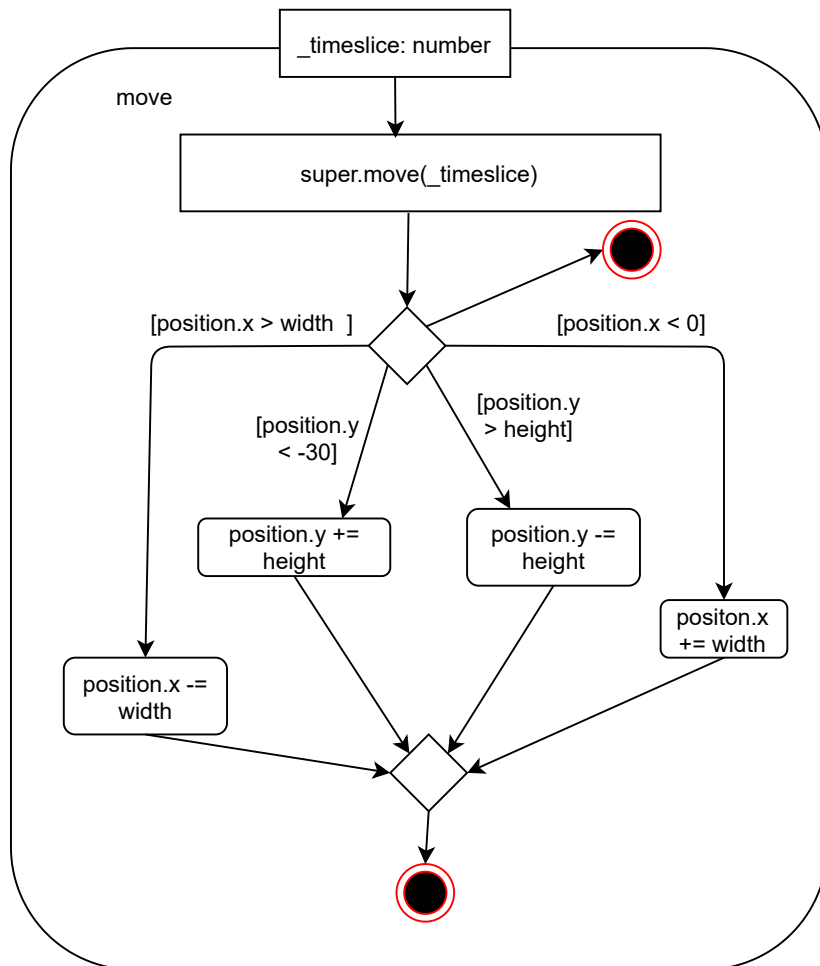 _timeslice: number
move
super.move(_timeslice)
[position.x > width  ]
[position.x < 0]
[position.y
< -30]
[position.y
> height]
position.y +=
height
position.y -=
height
positon.x
+= width
position.x -=
width